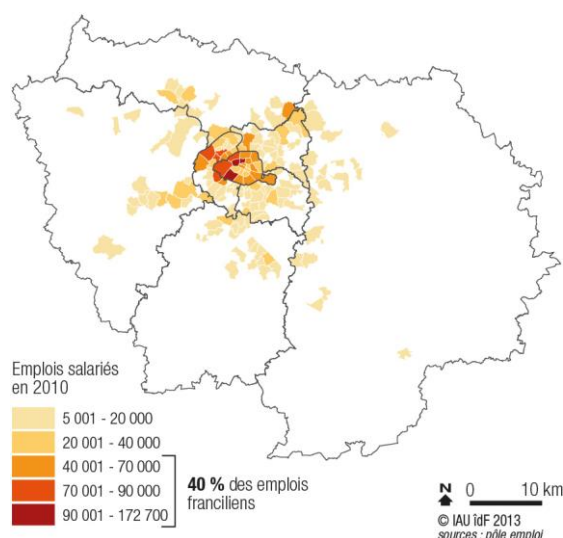 Emplois salariés
en 2010
5 001 - 20 000
20 001 - 40 000
40 001 - 70 000
70 001 - 90 000
90 001 - 172 700
40 % des emplois
franciliens
N 0 10 km
© IAU îdF 2013
sources : pôle emploi